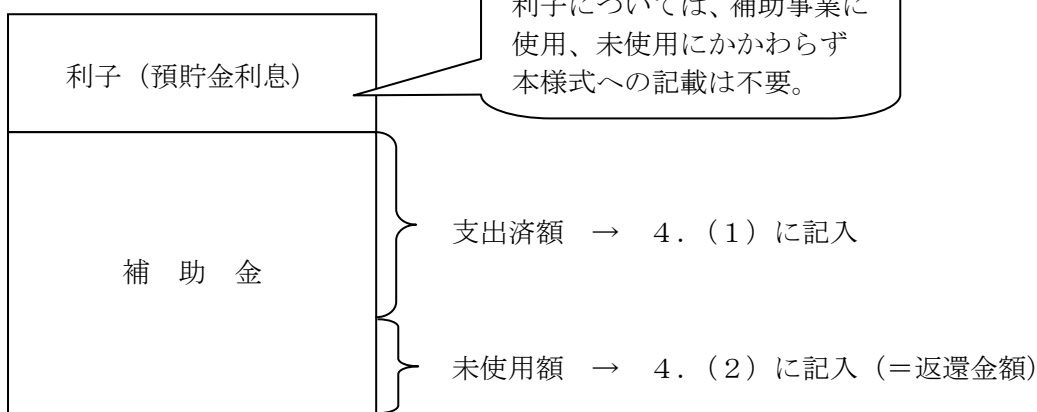 利子については、補助事業に
使用、未使用にかかわらず
本様式への記載は不要。
利子（預貯金利息）
支出済額　→　４．（１）に記入
補　助　金
未使用額　→　４．（２）に記入（＝返還金額）